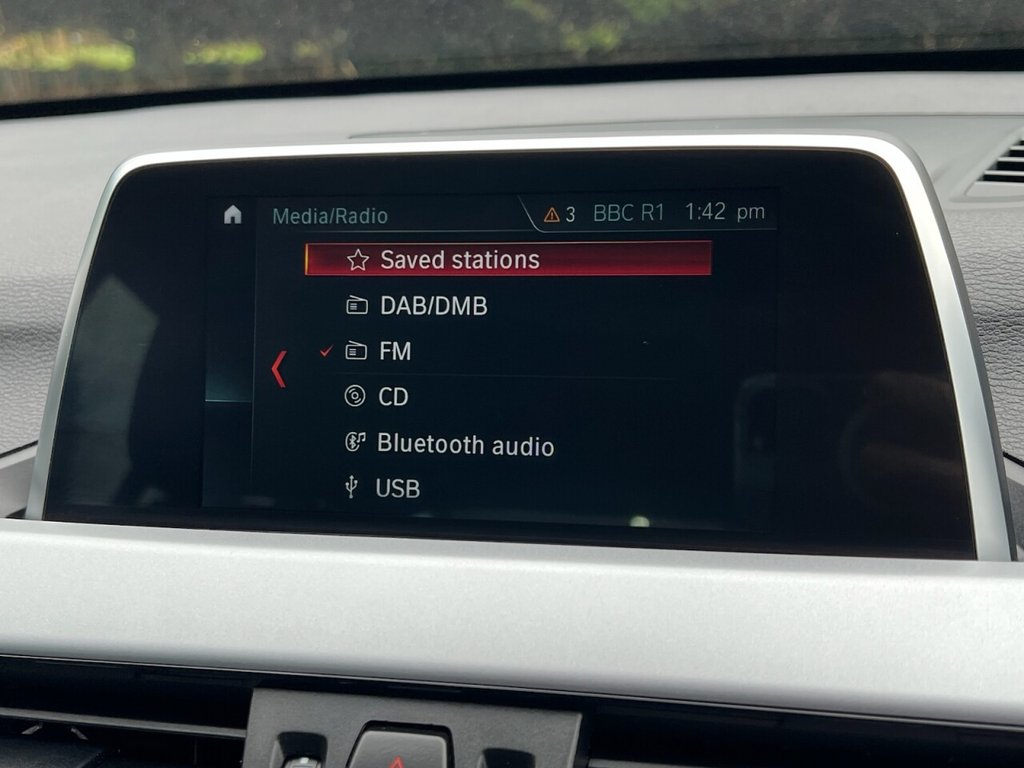 Media/Radio 3 BBC R1 1:42 pm
Saved stations
DAB/DMB
FM
CD
Bluetooth audio
USB